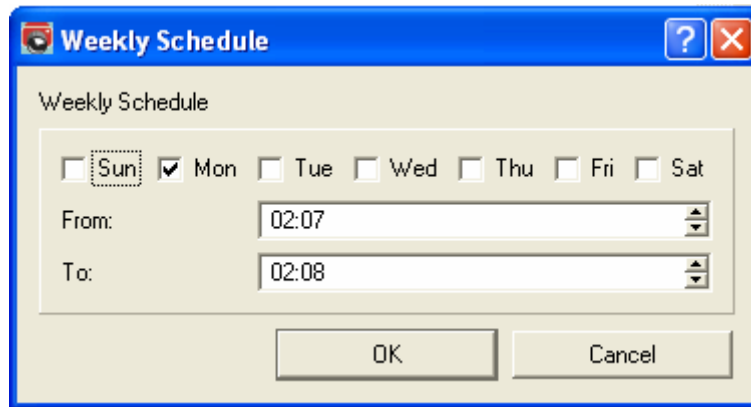 Weekly Schedule ?
Weekly Schedule
Sun Mon Tue Wed Thu Fri Sat
From: 02:07
To: 02:08
OK Cancel